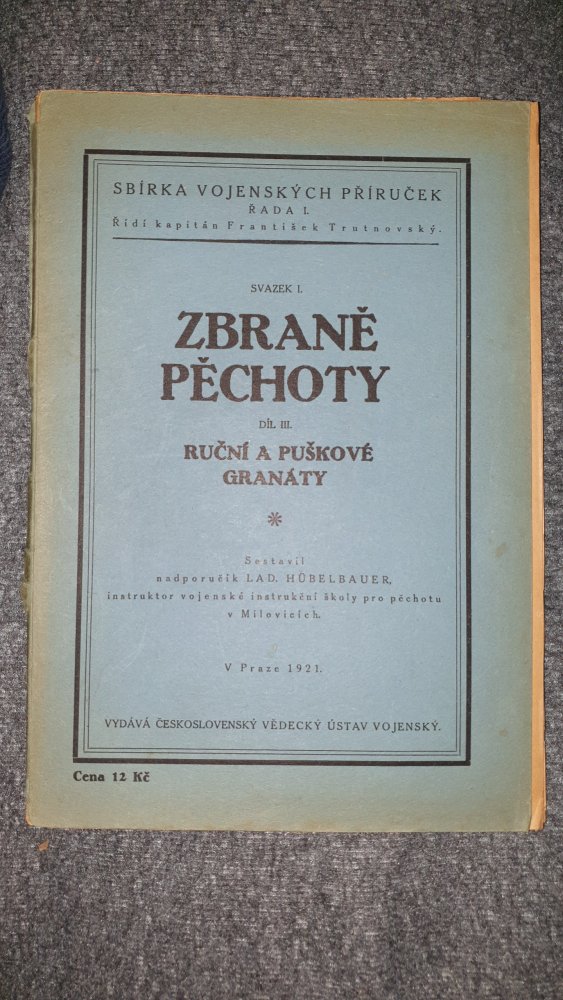 SBÍRKA VOJENSKÝCH PŘÍRUČEK
ŘADA I.
Řídí kapitán František Trutnovský.
SVAZEK I.
ZBRANĚ
PĚCHOTY
DÍL III.
RUČNÍ A PUŠKOVÉ
GRANÁTY
Sestavil
nadporučík LAD. HÜBELBAUER,
instruktor vojenské instrukční školy pro pěchotu
v Milovicích.
V Praze 1921.
VYDÁVÁ ČESKOSLOVENSKÝ VĚDECKÝ ÚSTAV VOJENSKÝ.
Cena 12 Kč